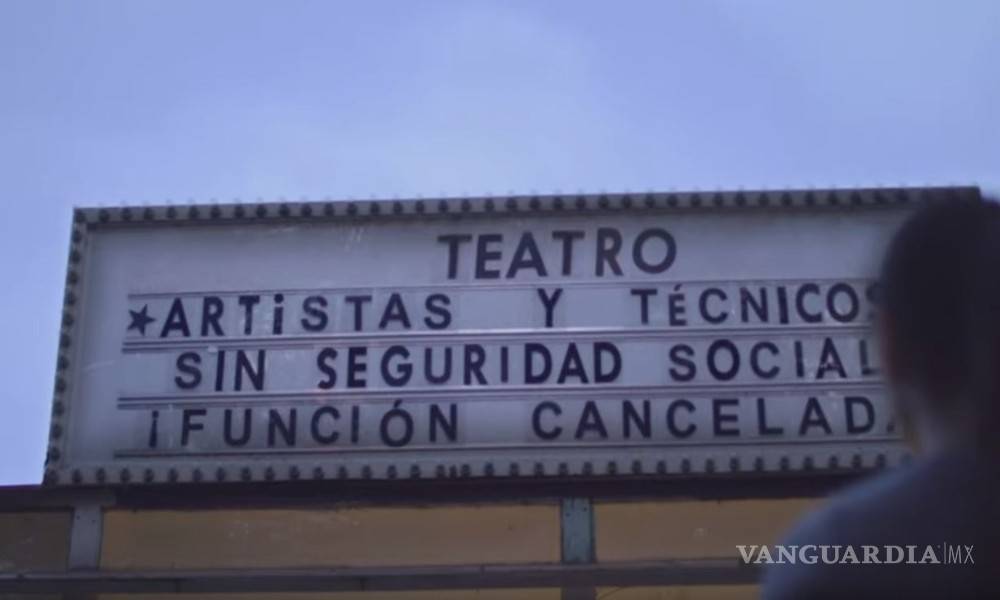 TEATRO
★ARTiSTAS Y TÉCNICOS
SIN SEGURIDAD SOCIAL
¡FUNCIÓN CANCELADA
VANGUARDIA|MX